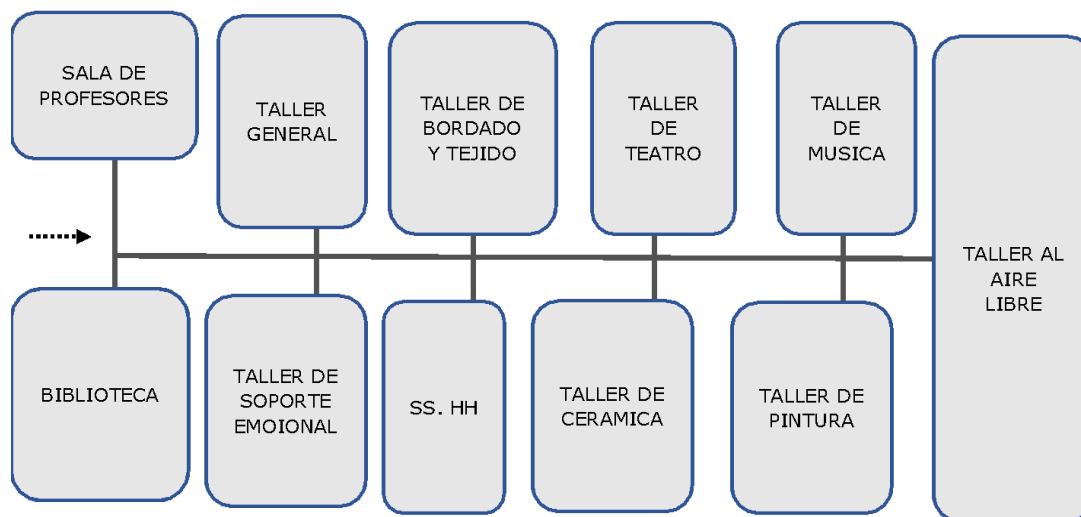 SALA DE
PROFESORES
TALLER
GENERAL
TALLER DE
BORDADO
Y TEJIDO
TALLER
DE
TEATRO
TALLER
DE
MUSICA
TALLER AL
AIRE
LIBRE
BIBLIOTECA
TALLER DE
SOPORTE
EMOIONAL
SS. HH
TALLER DE
CERAMICA
TALLER DE
PINTURA